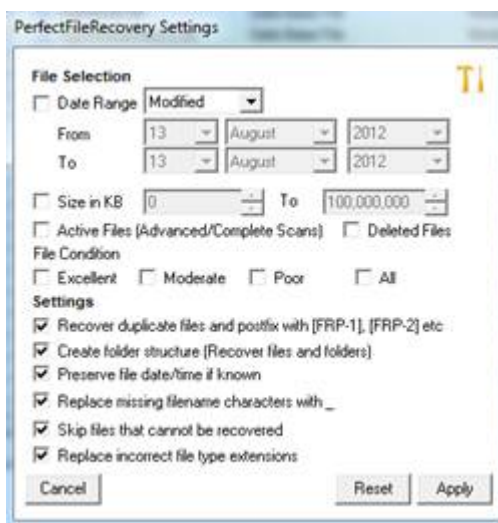 PerfectFileRecovery Settings
File Selection
Date Range Modified
From 13 August 2012
To 13 August 2012
Size in KB 0 To 100,000,000
Active Files (Advanced/Complete Scans) Deleted Files
File Condition
Excellent Moderate Poor All
Settings
Recover duplicate files and postfix with [FRP-1], [FRP-2] etc
Create folder structure (Recover files and folders)
Preserve file date/time if known
Replace missing filename characters with _
Skip files that cannot be recovered
Replace incorrect file type extensions
Cancel Reset Apply